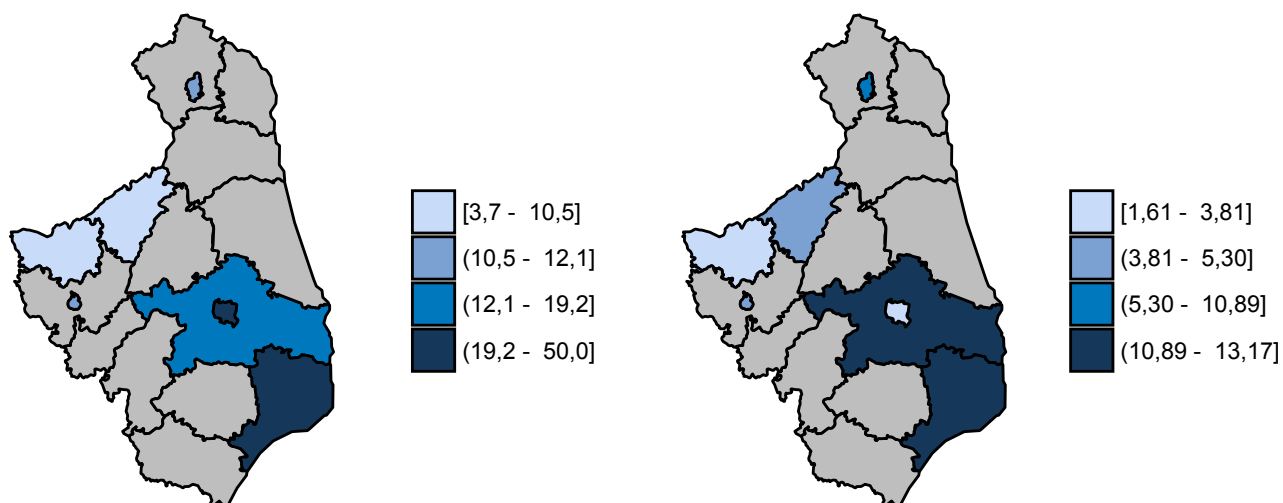 [3,7 - 10,5]
(10,5 - 12,1]
(12,1 - 19,2]
(19,2 - 50,0]
[1,61 - 3,81]
(3,81 - 5,30]
(5,30 - 10,89]
(10,89 - 13,17]